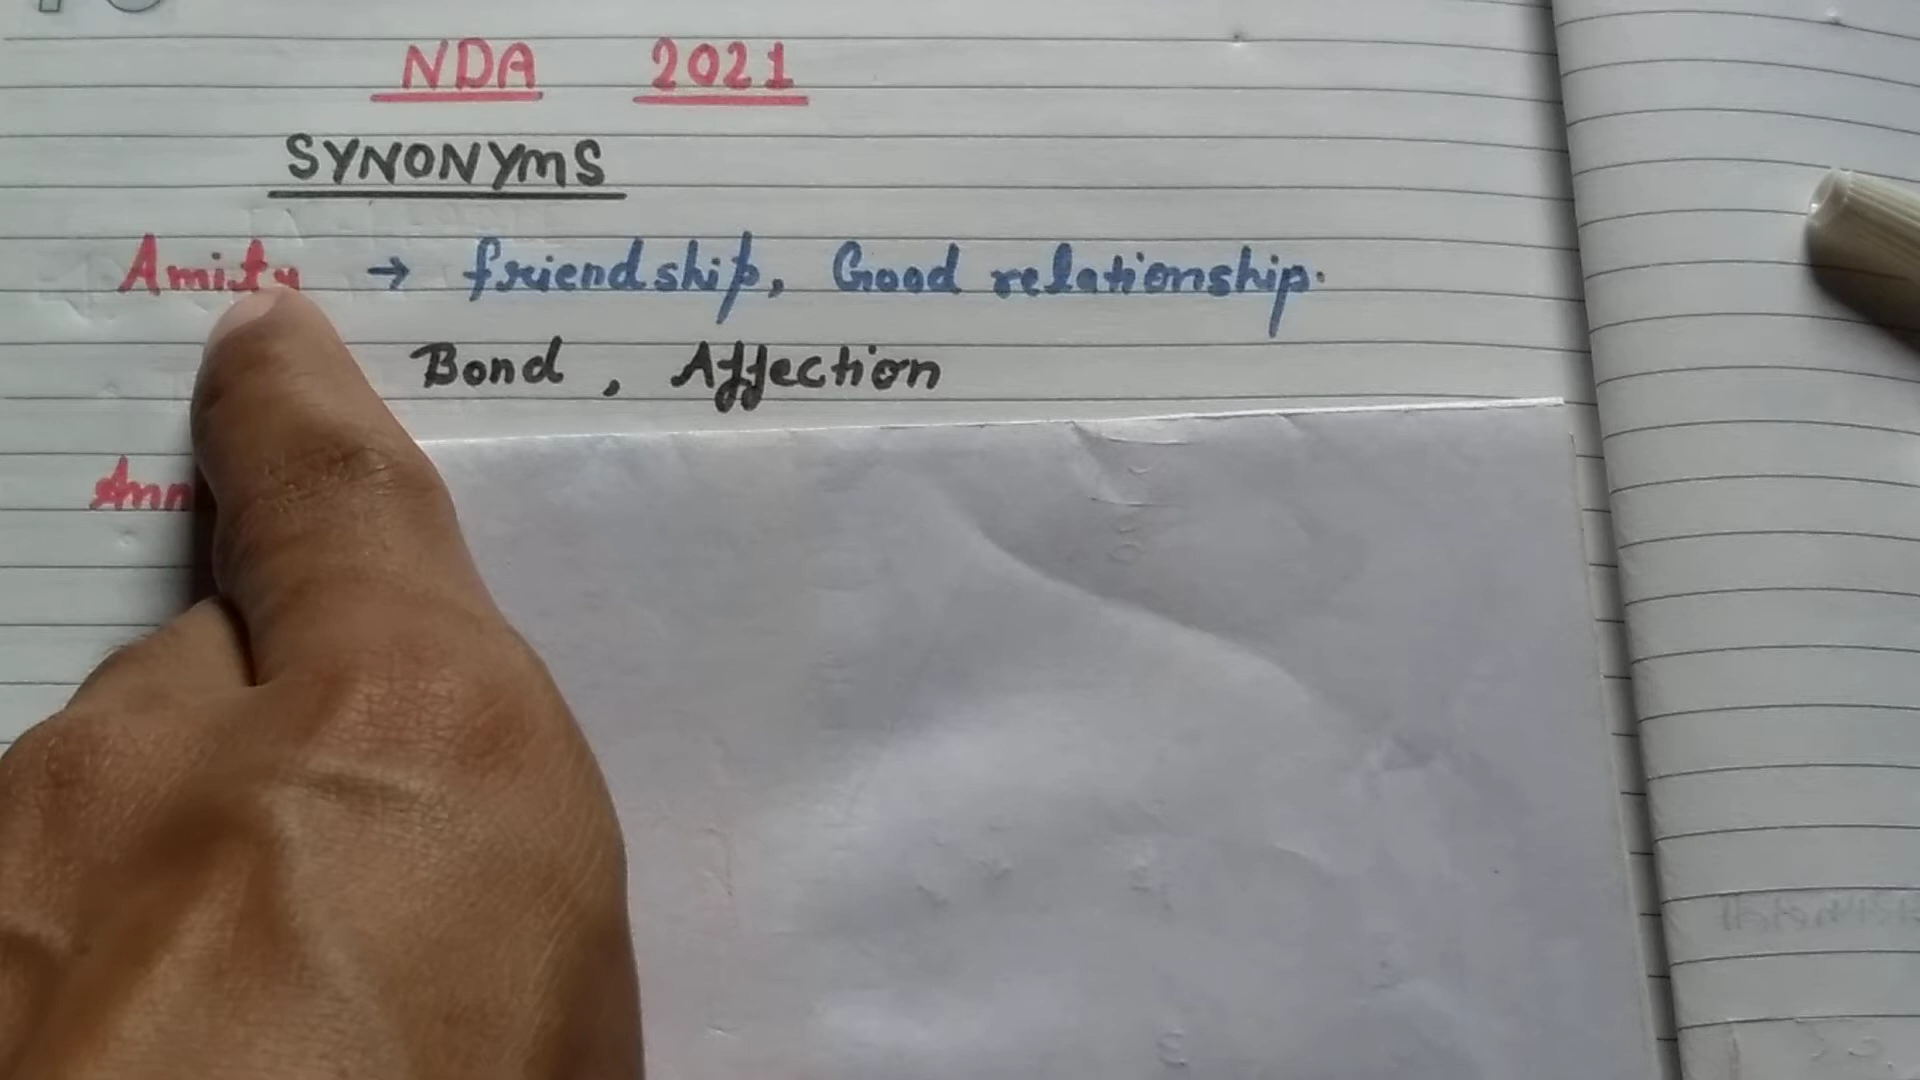 NDA 2021
SYNONYMS
Amity → friendship, Good relationship.
Bond, Affection